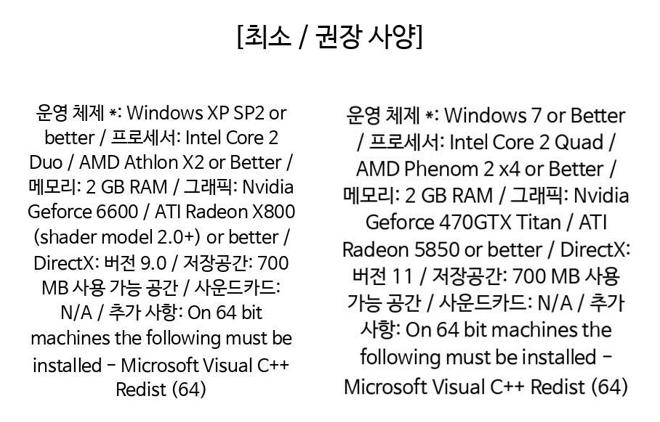 [최소 / 권장 사양]
운영 체제 *: Windows XP SP2 or
better / 프로세서: Intel Core 2
Duo / AMD Athlon X2 or Better /
메모리: 2 GB RAM / 그래픽: Nvidia
Geforce 6600 / ATI Radeon X800
(shader model 2.0+) or better /
DirectX: 버전 9.0 / 저장공간: 700
MB 사용 가능 공간 / 사운드카드:
N/A / 추가 사항: On 64 bit
machines the following must be
installed - Microsoft Visual C++
Redist (64)
운영 체제 *: Windows 7 or Better
/ 프로세서: Intel Core 2 Quad /
AMD Phenom 2 x4 or Better /
메모리: 2 GB RAM / 그래픽: Nvidia
Geforce 470GTX Titan / ATI
Radeon 5850 or better / DirectX:
버전 11 / 저장공간: 700 MB 사용
가능 공간 / 사운드카드: N/A / 추가
사항: On 64 bit machines the
following must be installed -
Microsoft Visual C++ Redist (64)